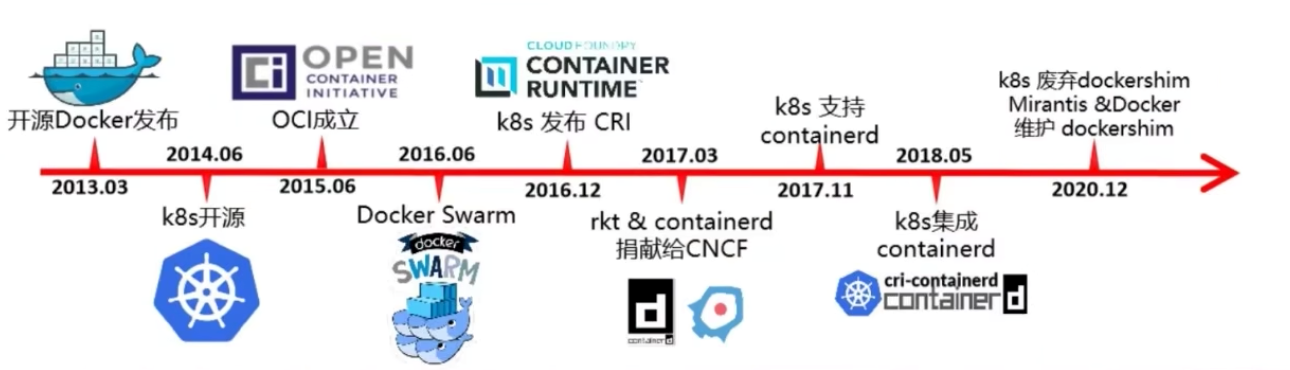 开源Docker发布
2013.03
2014.06
k8s开源
OPEN
CONTAINER
INITIATIVE
OCI成立
2015.06
2016.06
Docker Swarm
docker
SWARM
CLOUD FOUNDRY
CONTAINER
RUNTIME
k8s 发布 CRI
2016.12
2017.03
rkt & containerd
捐献给CNCF
d
containerd
k8s 支持
containerd
2017.11
2018.05
k8s集成
containerd
cri-containerd
containerd
k8s 废弃dockershim
Mirantis &Docker
维护 dockershim
2020.12